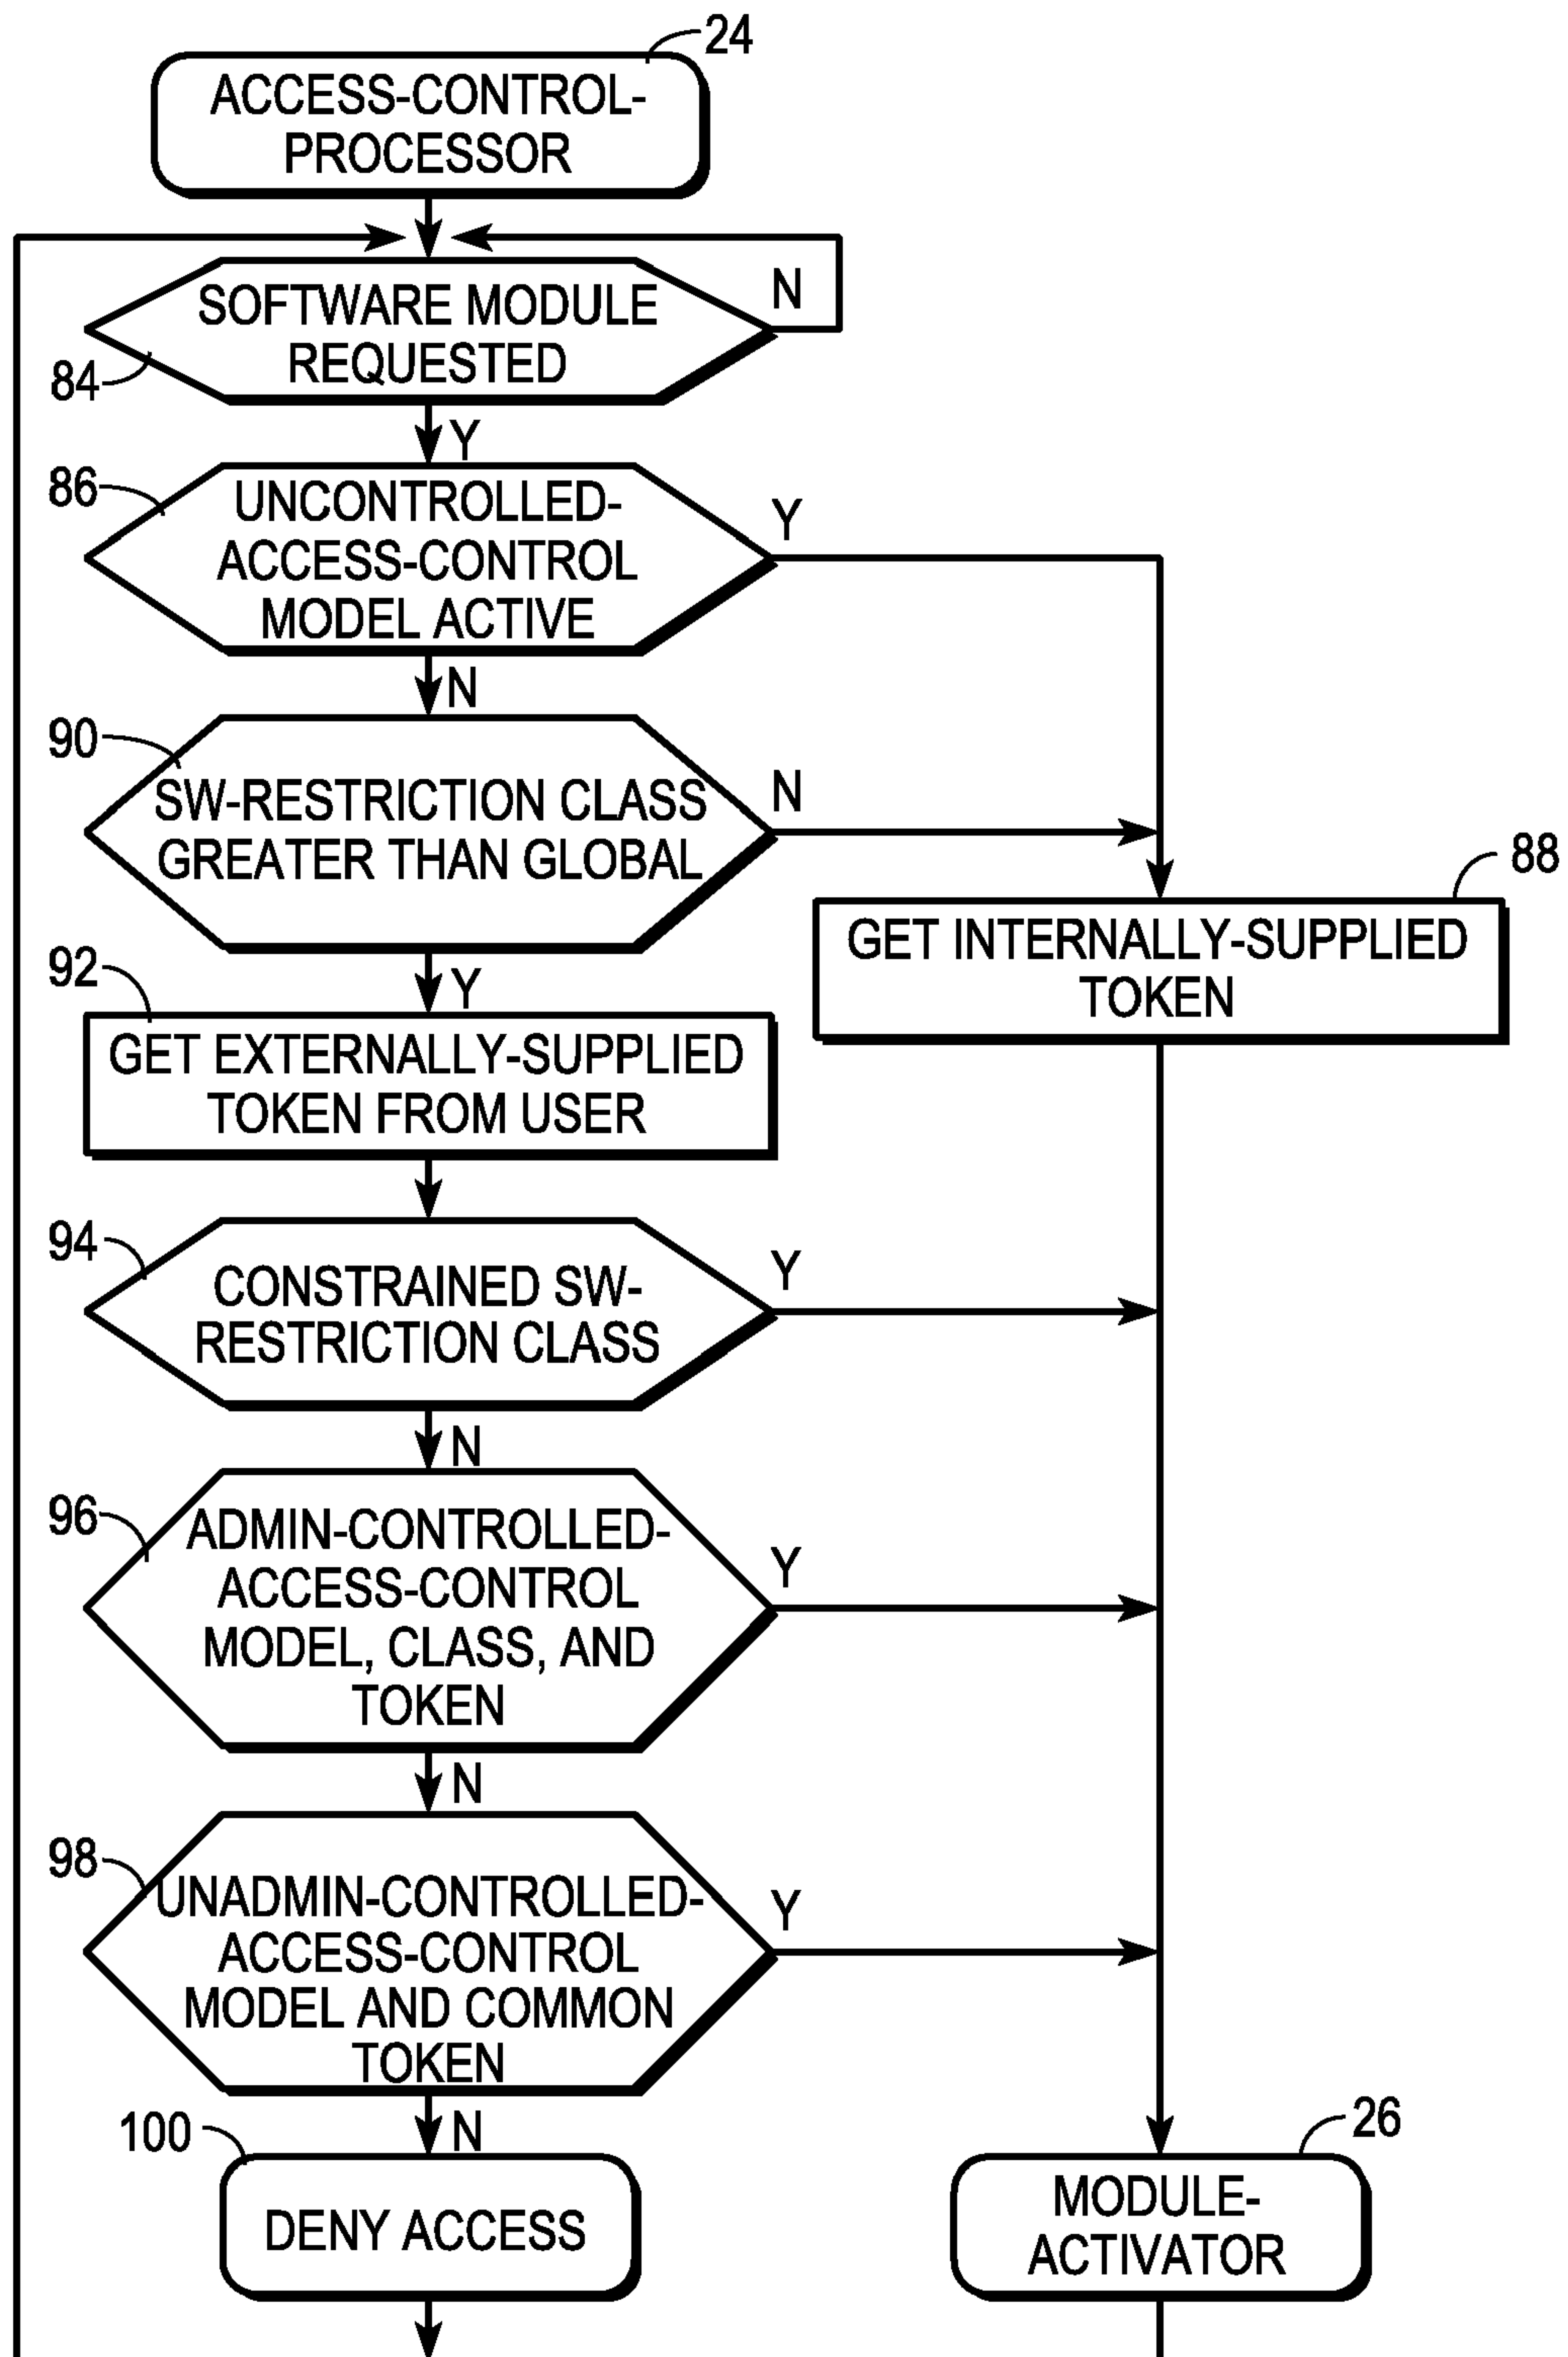 24
ACCESS-CONTROL-
PROCESSOR
SOFTWARE MODULE
REQUESTED
N
84
Y
86
UNCONTROLLED-
ACCESS-CONTROL
MODEL ACTIVE
Y
N
90
SW-RESTRICTION CLASS
GREATER THAN GLOBAL
N
88
GET INTERNALLY-SUPPLIED
TOKEN
Y
92
GET EXTERNALLY-SUPPLIED
TOKEN FROM USER
94
CONSTRAINED SW-
RESTRICTION CLASS
Y
N
96
ADMIN-CONTROLLED-
ACCESS-CONTROL
MODEL, CLASS, AND
TOKEN
Y
N
98
UNADMIN-CONTROLLED-
ACCESS-CONTROL
MODEL AND COMMON
TOKEN
Y
N
100
DENY ACCESS
26
MODULE-
ACTIVATOR